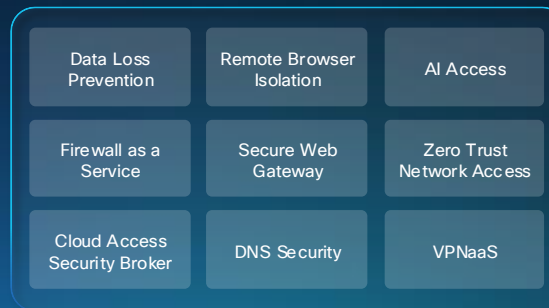 Data Loss
Prevention
Remote Browser
Isolation
AI Access
Firewall as a
Service
Secure Web
Gateway
Zero Trust
Network Access
Cloud Access
Security Broker
DNS Security
VPNaaS